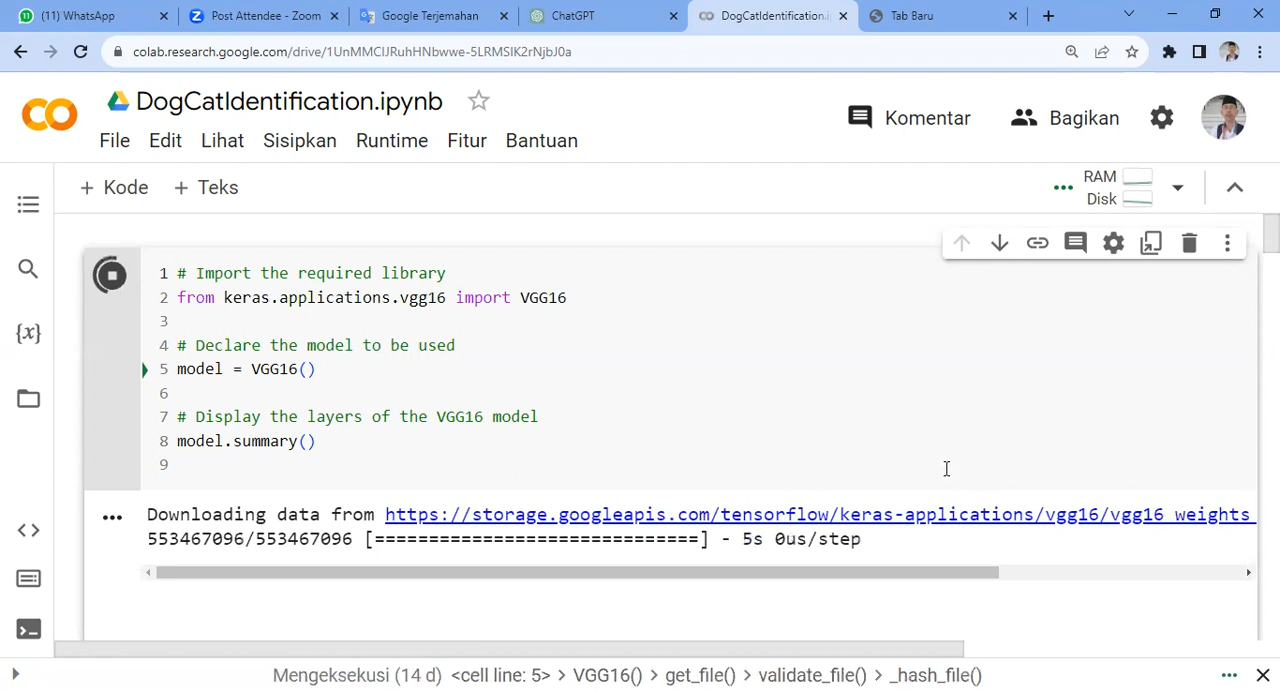 (11) WhatsApp
Post Attendee - Zoom
Google Terjemahan
ChatGPT
DogCatIdentification.i
Tab Baru
colab.research.google.com/drive/1UnMMClJRuhHNbwwe-5LRMSIK2rNjbJ0a
DogCatIdentification.ipynb
Komentar
Bagikan
File Edit Lihat Sisipkan Runtime Fitur Bantuan
+ Kode + Teks
RAM
Disk
1 # Import the required library
2 from keras.applications.vgg16 import VGG16
3
4 # Declare the model to be used
5 model = VGG16()
6
7 # Display the layers of the VGG16 model
8 model.summary()
9
Downloading data from https://storage.googleapis.com/tensorflow/keras-applications/vgg16/vgg16_weights_
553467096/553467096 [==============================] - 5s 0us/step
Mengeksekusi (14 d) <cell line: 5> > VGG16() > get_file() > validate_file() > _hash_file()